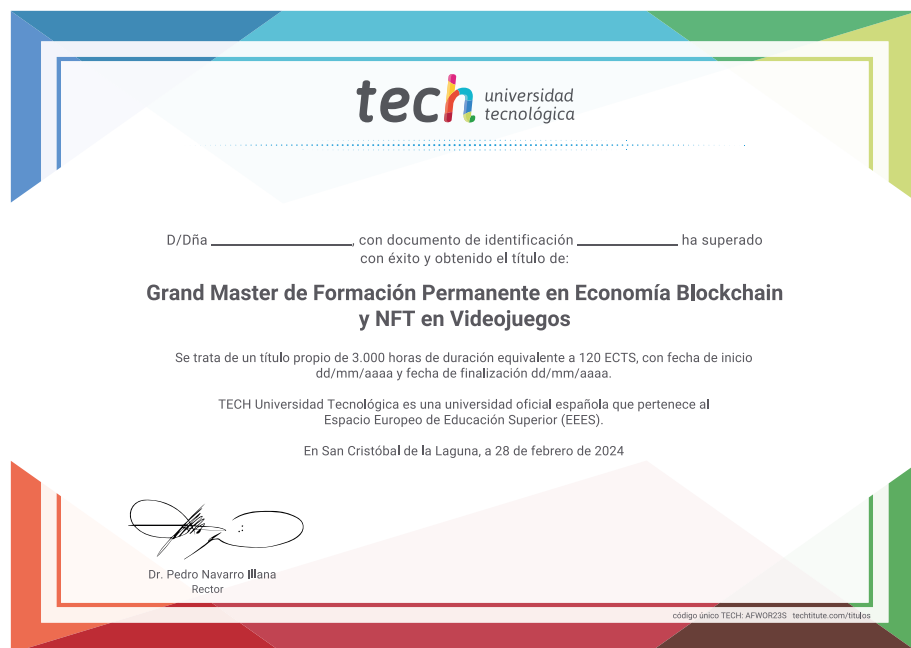 tech universidad
tecnológica
D/Dña ________________, con documento de identificación ___________ ha superado
con éxito y obtenido el título de:
Grand Master de Formación Permanente en Economía Blockchain
y NFT en Videojuegos
Se trata de un título propio de 3.000 horas de duración equivalente a 120 ECTS, con fecha de inicio
dd/mm/aaaa y fecha de finalización dd/mm/aaaa.
TECH Universidad Tecnológica es una universidad oficial española que pertenece al
Espacio Europeo de Educación Superior (EEES).
En San Cristóbal de la Laguna, a 28 de febrero de 2024
Dr. Pedro Navarro Illana
Rector
código único TECH: AFWOR23S techtitute.com/titulos